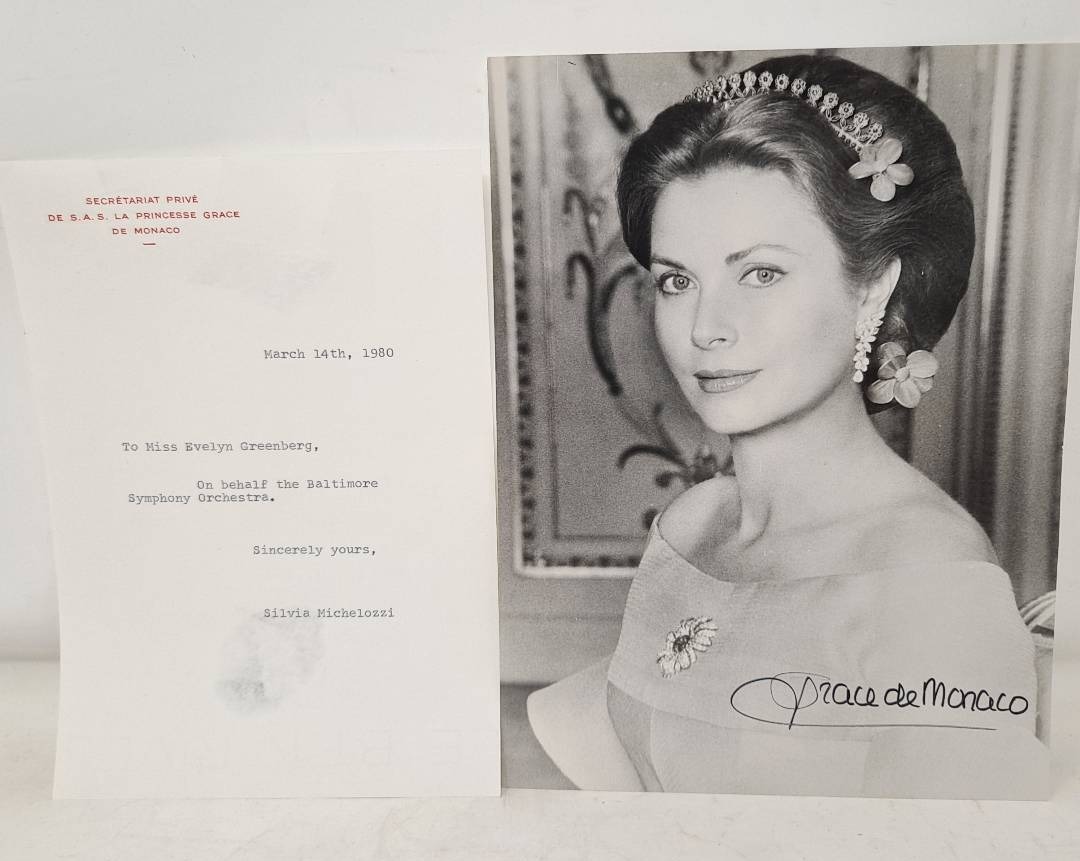 SECRÉTARIAT PRIVÉ
DE S.A.S. LA PRINCESSE GRACE
DE MONACO
March 14th, 1980
To Miss Evelyn Greenberg,
On behalf the Baltimore
Symphony Orchestra.
Sincerely yours,
Silvia Michelozzi
Grace de Monaco